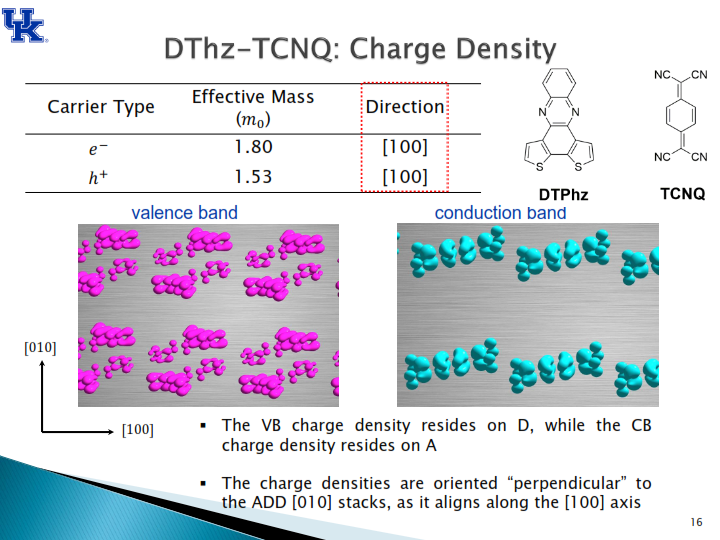 UK
DThz-TCNQ: Charge Density
Carrier Type Effective Mass (m₀) Direction
e⁻ 1.80 [100]
h⁺ 1.53 [100]
N N
S S
DTPhz
NC CN
NC CN
TCNQ
valence band
conduction band
[010]
[100]
▪ The VB charge density resides on D, while the CB
charge density resides on A
▪ The charge densities are oriented “perpendicular” to
the ADD [010] stacks, as it aligns along the [100] axis
16